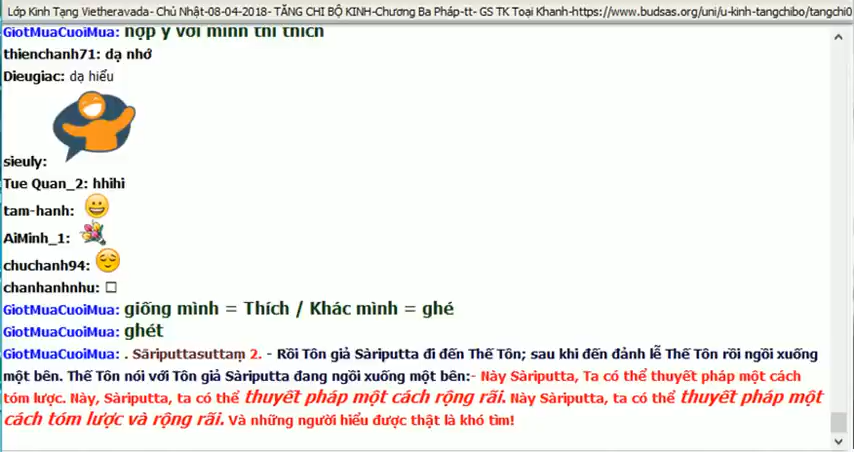 Lớp Kinh Tạng Vietheravada- Chủ Nhật-08-04-2018- TĂNG CHI BỘ KINH-Chương Ba Pháp-tt- GS TK Toại Khanh-https://www.budsas.org/uni/u-kinh-tangchibo/tangchi0
GiotMuaCuoiMua: hợp ý với mình thì thích
thienchanh71: dạ nhớ
Dieugiac: dạ hiểu
sieuly:
Tue Quan_2: hhihi
tam-hanh:
AiMinh_1:
chuchanh94:
chanhanhnhu: □
GiotMuaCuoiMua: giống mình = Thích / Khác mình = ghé
GiotMuaCuoiMua: ghét
GiotMuaCuoiMua: . Sāriputtasuttaṃ 2. - Rồi Tôn giả Sàriputta đi đến Thế Tôn; sau khi đến đảnh lễ Thế Tôn rồi ngồi xuống
một bên. Thế Tôn nói với Tôn giả Sàriputta đang ngồi xuống một bên:- Này Sàriputta, Ta có thể thuyết pháp một cách
tóm lược. Này, Sàriputta, ta có thể thuyết pháp một cách rộng rãi. Này Sàriputta, ta có thể thuyết pháp một
cách tóm lược và rộng rãi. Và những người hiểu được thật là khó tìm!